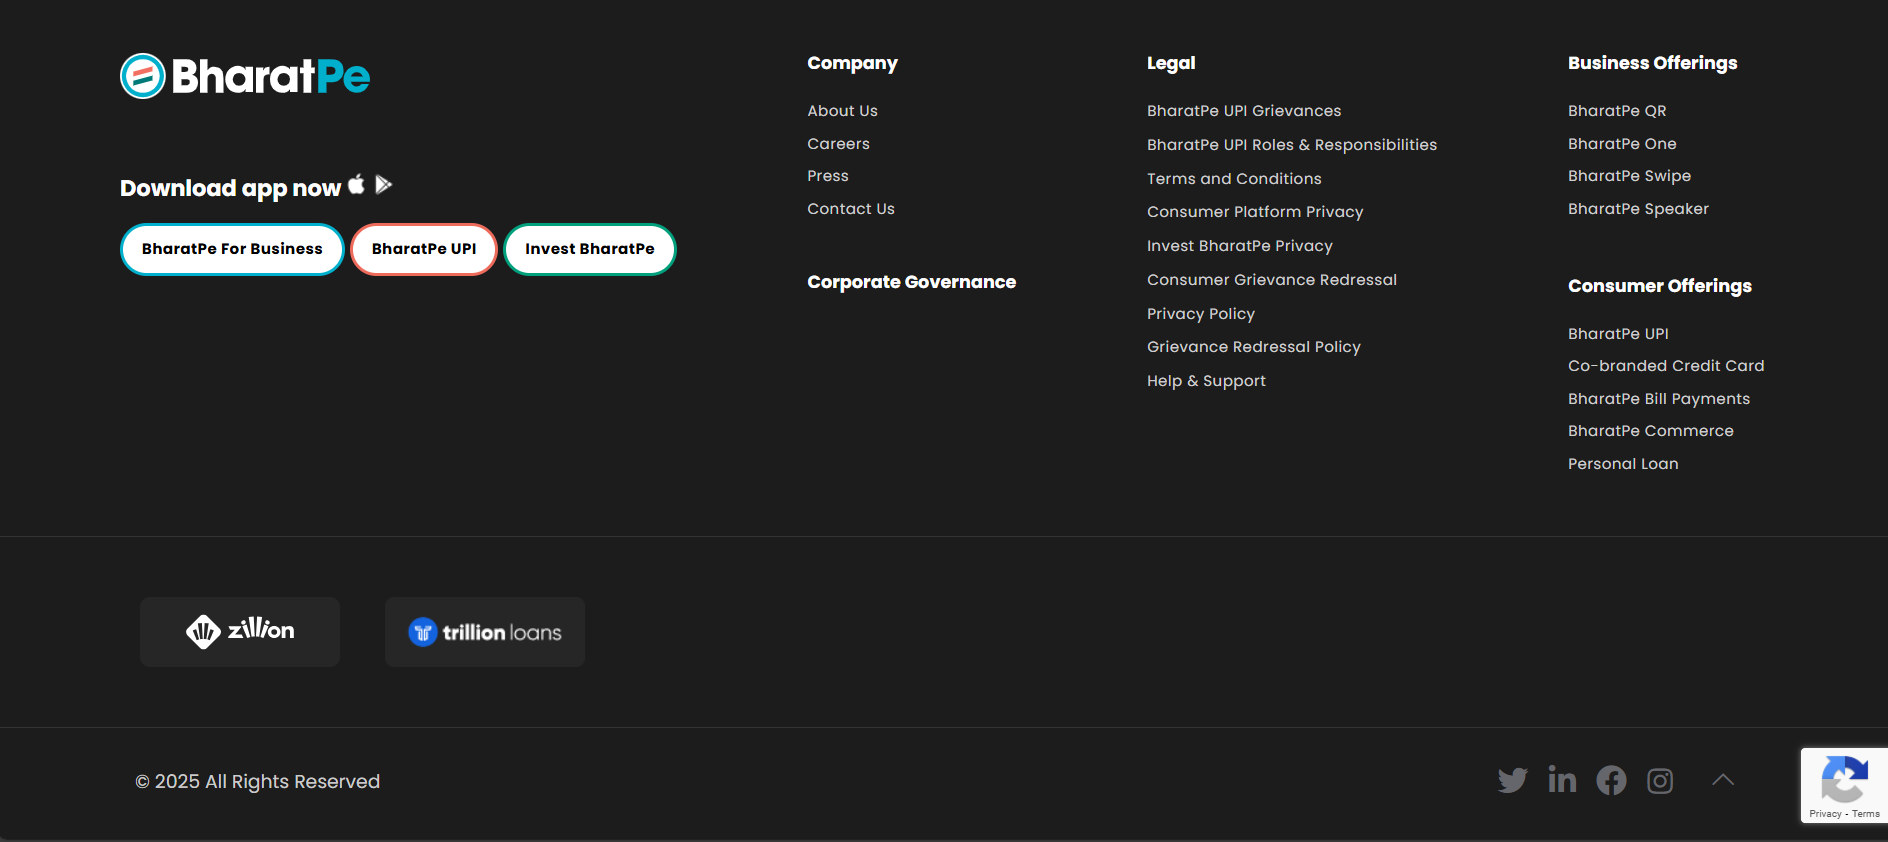 BharatPe
Download app now
BharatPe For Business
BharatPe UPI
Invest BharatPe
Company
About Us
Careers
Press
Contact Us
Corporate Governance
Legal
BharatPe UPI Grievances
BharatPe UPI Roles & Responsibilities
Terms and Conditions
Consumer Platform Privacy
Invest BharatPe Privacy
Consumer Grievance Redressal
Privacy Policy
Grievance Redressal Policy
Help & Support
Business Offerings
BharatPe QR
BharatPe One
BharatPe Swipe
BharatPe Speaker
Consumer Offerings
BharatPe UPI
Co-branded Credit Card
BharatPe Bill Payments
BharatPe Commerce
Personal Loan
zillion
trillion loans
© 2025 All Rights Reserved
Privacy - Terms